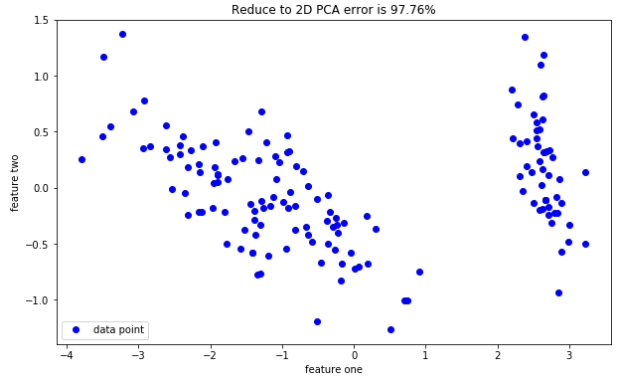 Reduce to 2D PCA error is 97.76%
1.5
1.0
0.5
0.0
−0.5
−1.0
feature two
data point
−4 −3 −2 −1 0 1 2 3
feature one